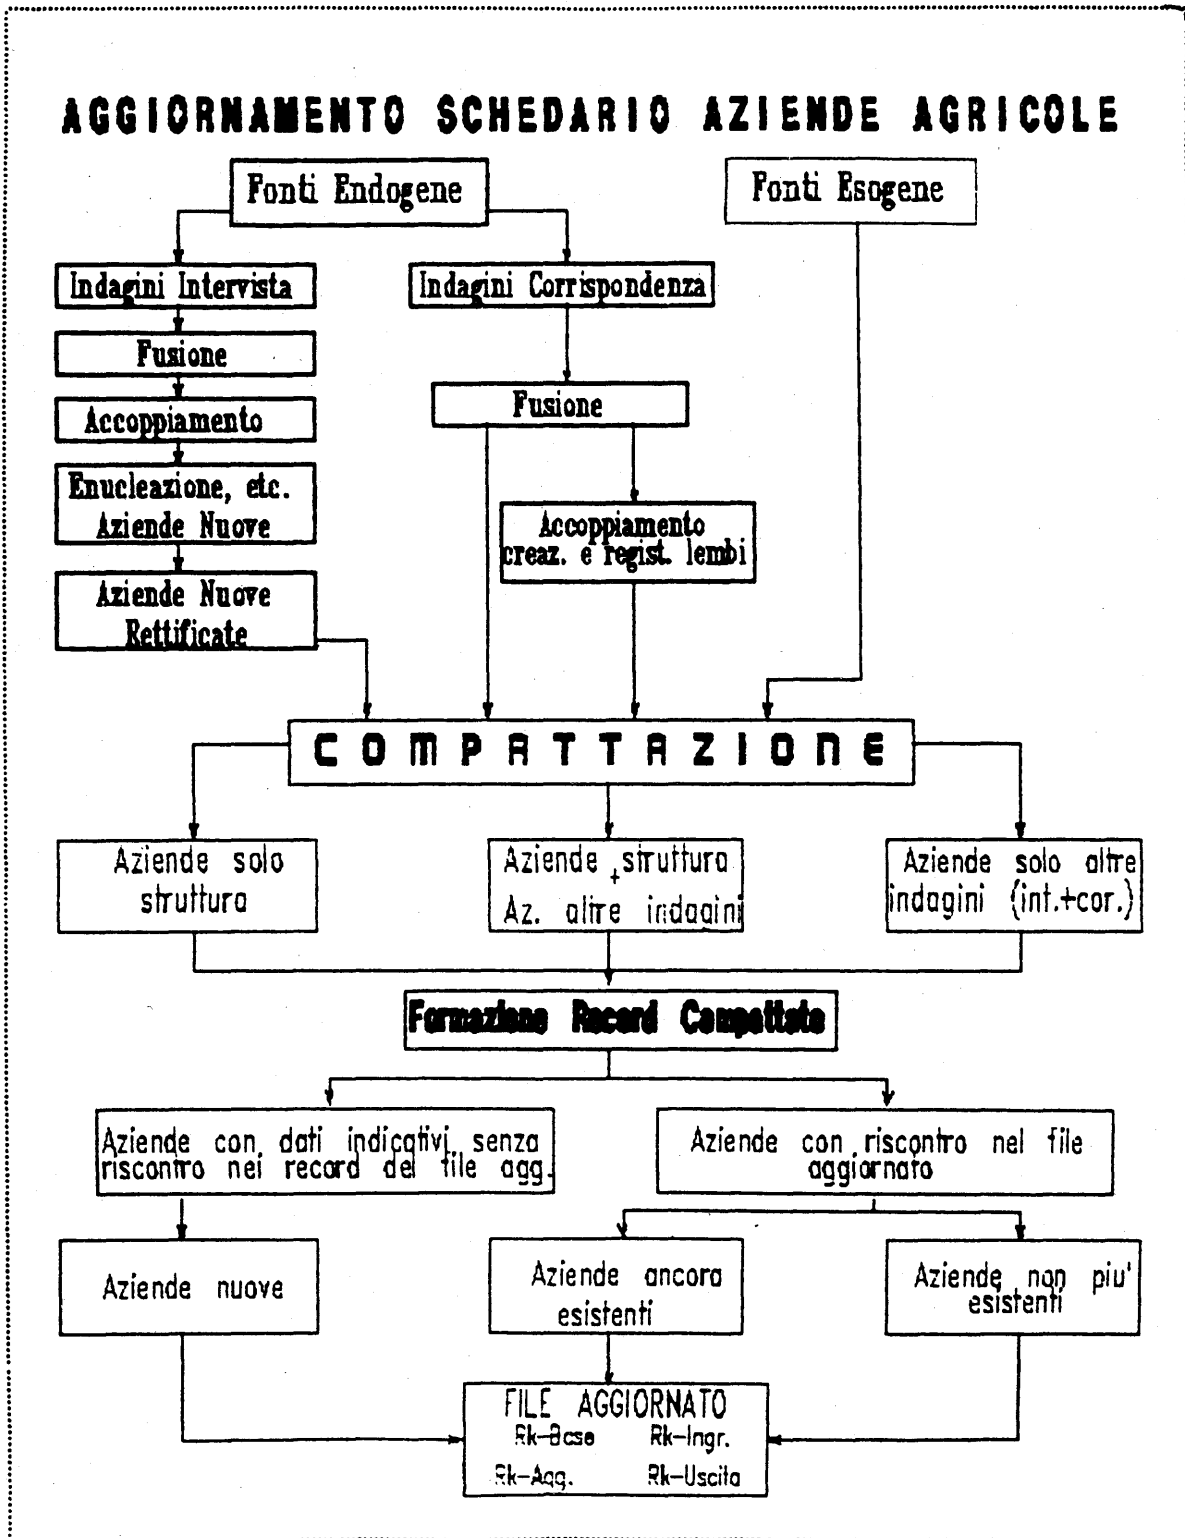 AGGIORNAMENTO SCHEDARIO AZIENDE AGRICOLE
Fonti Endogene
Fonti Esogene
Indagini Intervista
Indagini Corrispondenza
Fusione
Fusione
Accoppiamento
Enucleazione, etc.
Aziende Nuove
Accoppiamento
creaz. e regist. lembi
Aziende Nuove
Rettificate
COMPATTAZIONE
Aziende solo
struttura
Aziende struttura
+
Az. altre indagini
Aziende solo altre
indagini (int.+cor.)
Formazione Record Compattato
Aziende con dati indicativi senza
riscontro nei record del file agg.
Aziende con riscontro nel file
aggiornato
Aziende nuove
Aziende ancora
esistenti
Aziende non piu'
esistenti
FILE AGGIORNATO
Rk-Base Rk-Ingr.
Rk-Agg. Rk-Uscita